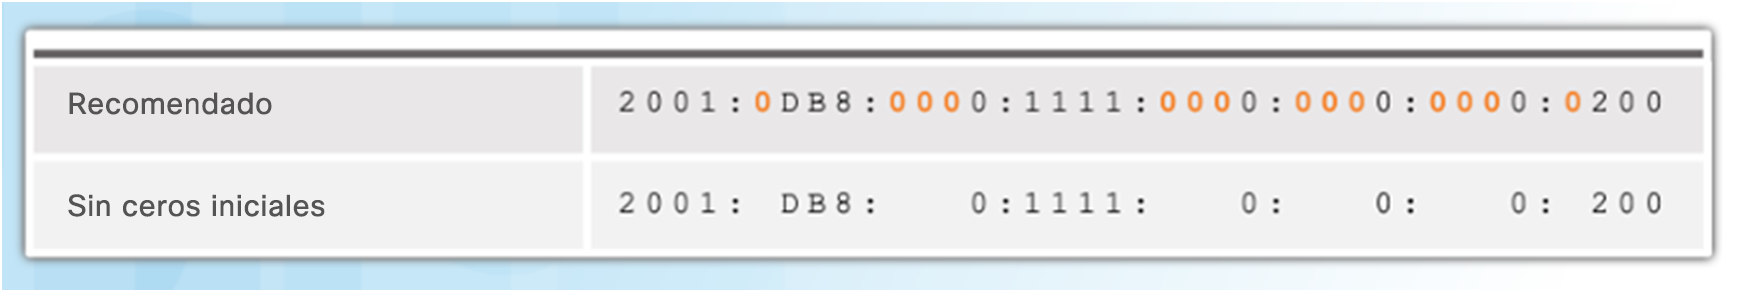 Recomendado 2001:0DB8:0000:1111:0000:0000:0000:0200
Sin ceros iniciales 2001: DB8: 0:1111: 0: 0: 0: 200